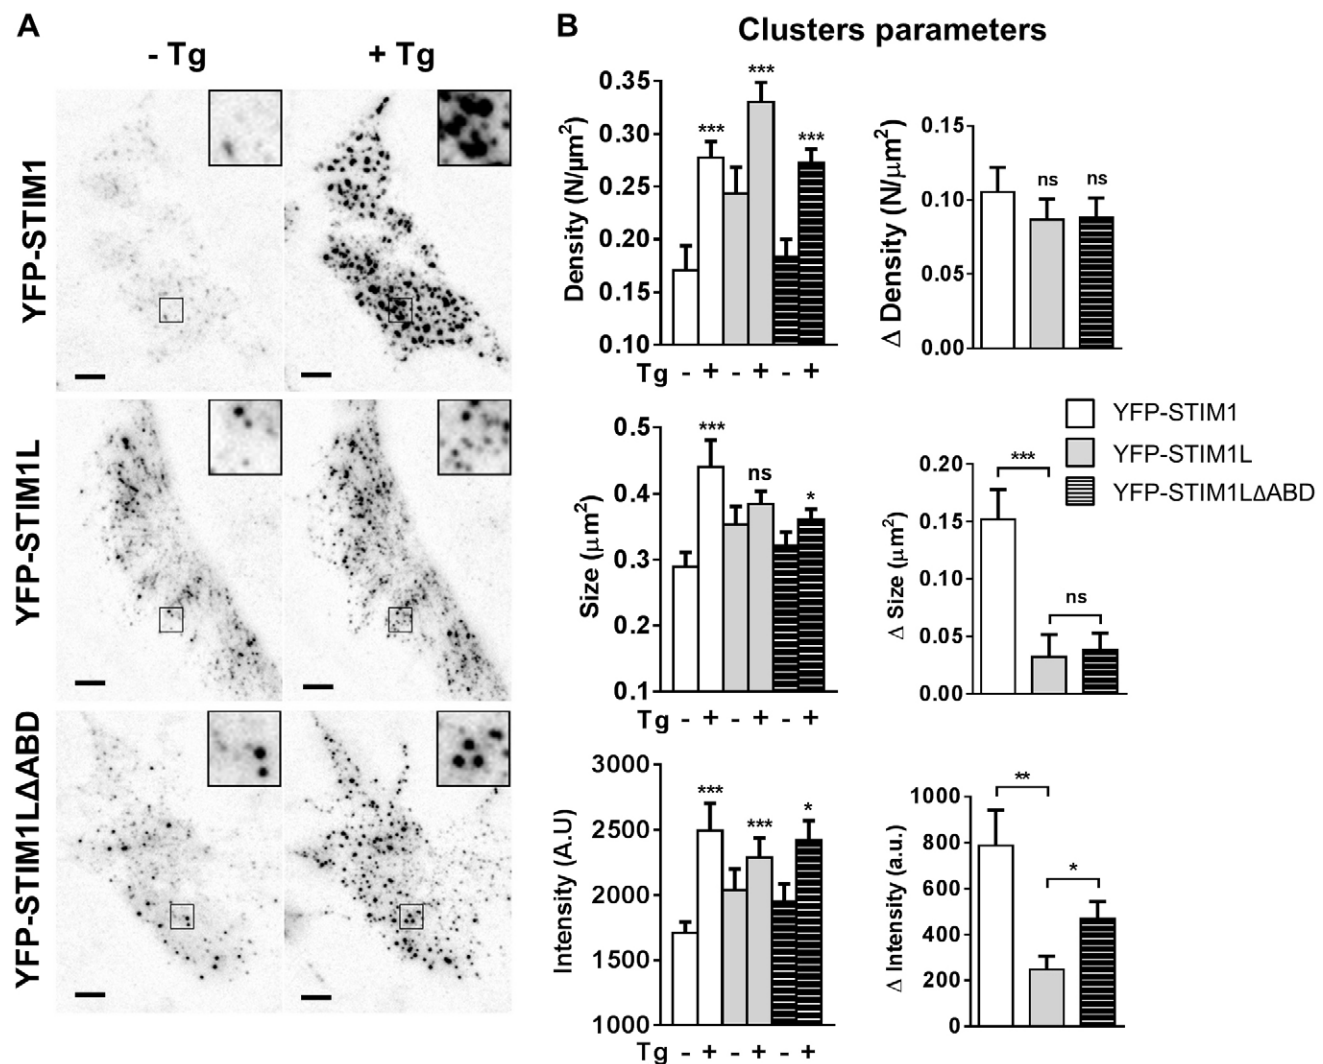 A
- Tg
+ Tg
YFP-STIM1
YFP-STIM1L
YFP-STIM1LΔABD
B
Clusters parameters
Density (N/µm²)
0.35
0.30
0.25
0.20
0.15
0.10
***
***
***
Tg - + - + - +
Δ Density (N/µm²)
0.15
0.10
0.05
0.00
ns
ns
YFP-STIM1
YFP-STIM1L
YFP-STIM1LΔABD
Size (µm²)
0.5
0.4
0.3
0.2
0.1
***
ns
*
Tg - + - + - +
Δ Size (µm²)
0.20
0.15
0.10
0.05
0.00
***
ns
Intensity (A.U)
3000
2500
2000
1500
1000
***
***
*
Tg - + - + - +
Δ Intensity (a.u.)
1000
800
600
400
200
0
**
*